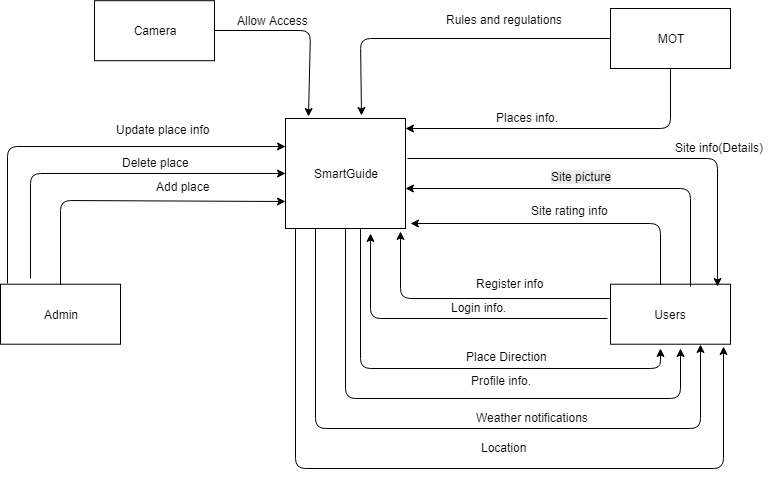 Camera
Allow Access
Rules and regulations
MOT
Places info.
Update place info
Delete place
Add place
SmartGuide
Site info(Details)
Site picture
Site rating info
Admin
Register info
Login info.
Users
Place Direction
Profile info.
Weather notifications
Location